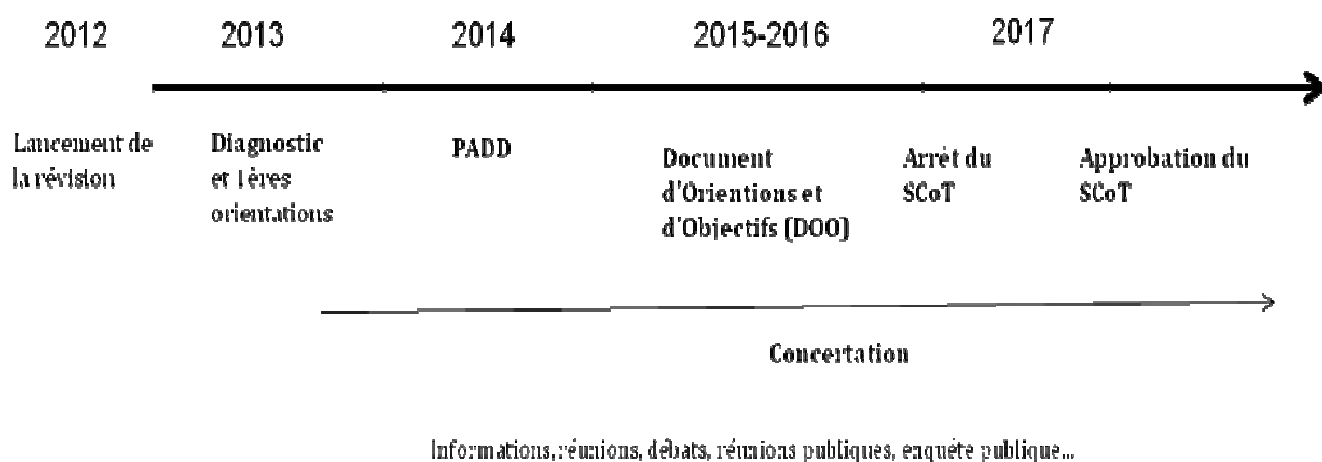 2012 2013 2014 2015-2016 2017
Lancement de
la révision
Diagnostic
et 1ères
orientations
PADD
Document
d'Orientions et
d'Objectifs (DOO)
Arrêt du
SCoT
Approbation du
SCoT
Concertation
Informations, réunions, débats, réunions publiques, enquête publique...